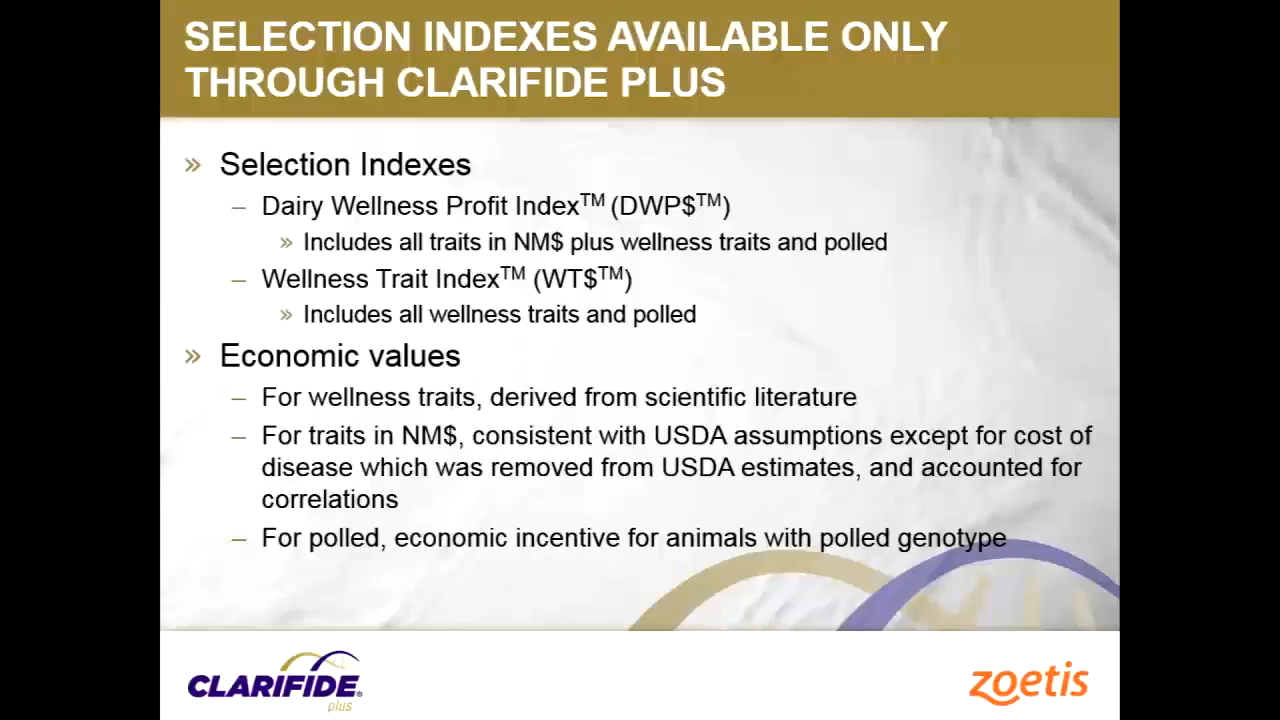 SELECTION INDEXES AVAILABLE ONLY
THROUGH CLARIFIDE PLUS
» Selection Indexes
– Dairy Wellness Profit Index™ (DWP$™)
» Includes all traits in NM$ plus wellness traits and polled
– Wellness Trait Index™ (WT$™)
» Includes all wellness traits and polled
» Economic values
– For wellness traits, derived from scientific literature
– For traits in NM$, consistent with USDA assumptions except for cost of
disease which was removed from USDA estimates, and accounted for
correlations
– For polled, economic incentive for animals with polled genotype
CLARIFIDE®
plus
zoetis